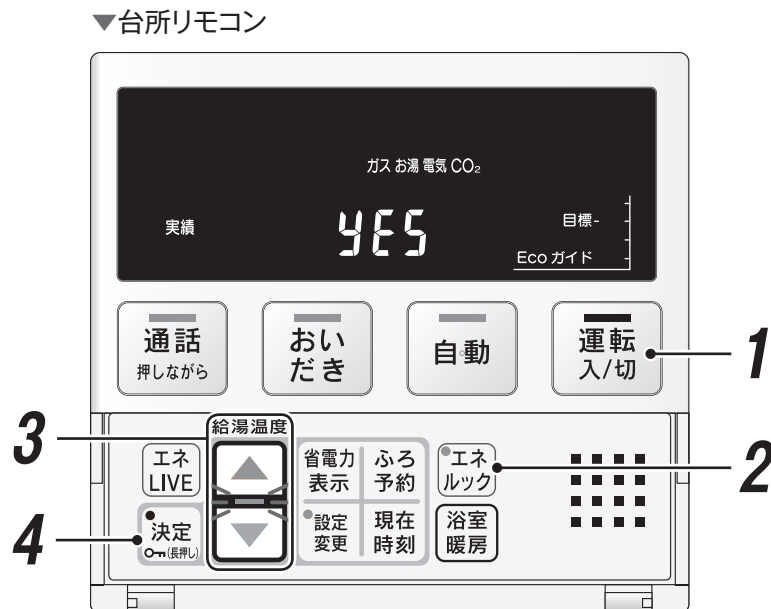 ▼台所リモコン
ガス お湯 電気 CO₂
実績
YES
目標-
Eco ガイド
通話
押しながら
おい
だき
自動
運転
入/切
1
給湯温度
3
エネ
LIVE
省電力
表示
ふろ
予約
エネ
ルック
2
決定
(長押し)
4
設定
変更
現在
時刻
浴室
暖房